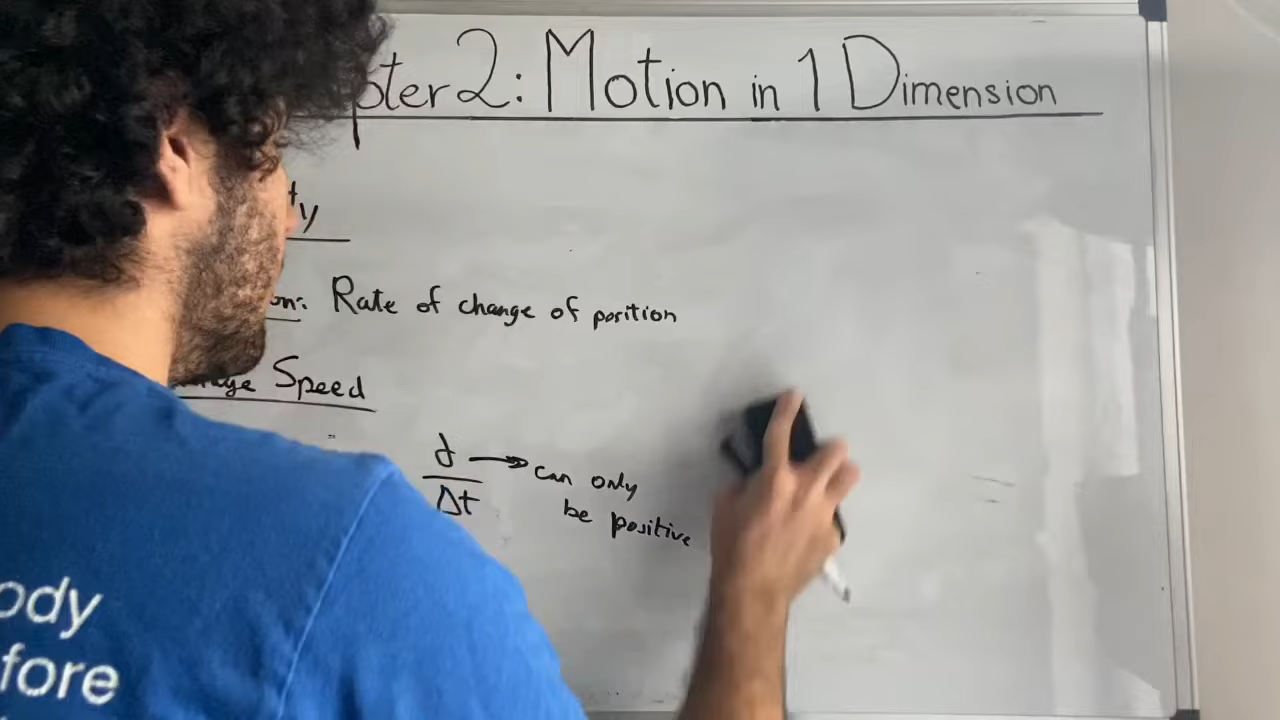 pter 2: Motion in 1 Dimension
ty
on: Rate of change of position
Speed
d → can only
Δt be positive
ody
fore